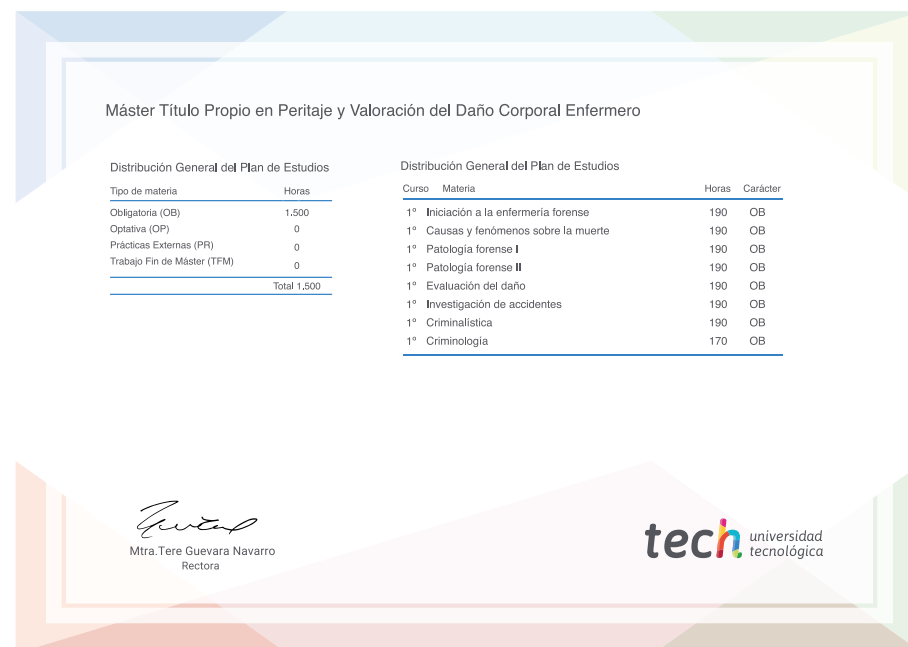 Máster Título Propio en Peritaje y Valoración del Daño Corporal Enfermero
Distribución General del Plan de Estudios
Tipo de materia Horas
Obligatoria (OB) 1.500
Optativa (OP) 0
Prácticas Externas (PR) 0
Trabajo Fin de Máster (TFM) 0
Total 1.500
Distribución General del Plan de Estudios
Curso Materia Horas Carácter
1º Iniciación a la enfermería forense 190 OB
1º Causas y fenómenos sobre la muerte 190 OB
1º Patología forense I 190 OB
1º Patología forense II 190 OB
1º Evaluación del daño 190 OB
1º Investigación de accidentes 190 OB
1º Criminalística 190 OB
1º Criminología 170 OB
Mtra.Tere Guevara Navarro
Rectora
tech universidad
tecnológica